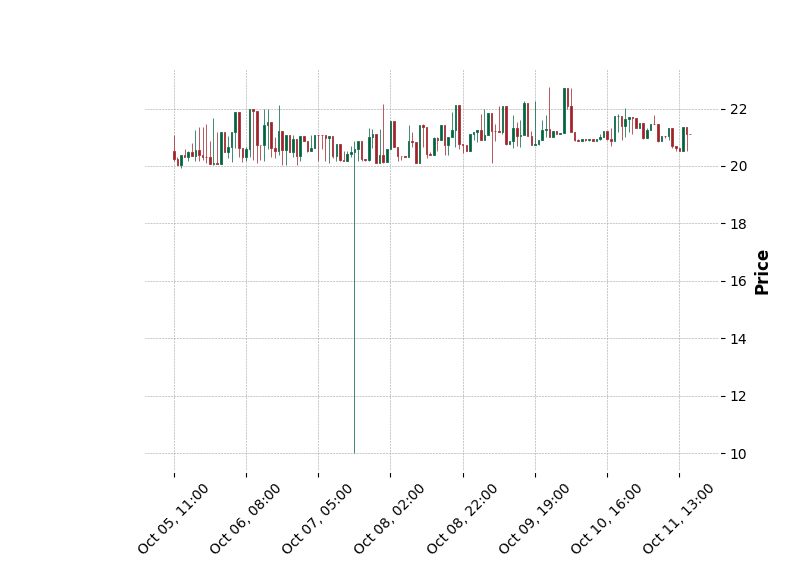 22
20
18
16
14
12
10
Price
Oct 05, 11:00
Oct 06, 08:00
Oct 07, 05:00
Oct 08, 02:00
Oct 08, 22:00
Oct 09, 19:00
Oct 10, 16:00
Oct 11, 13:00